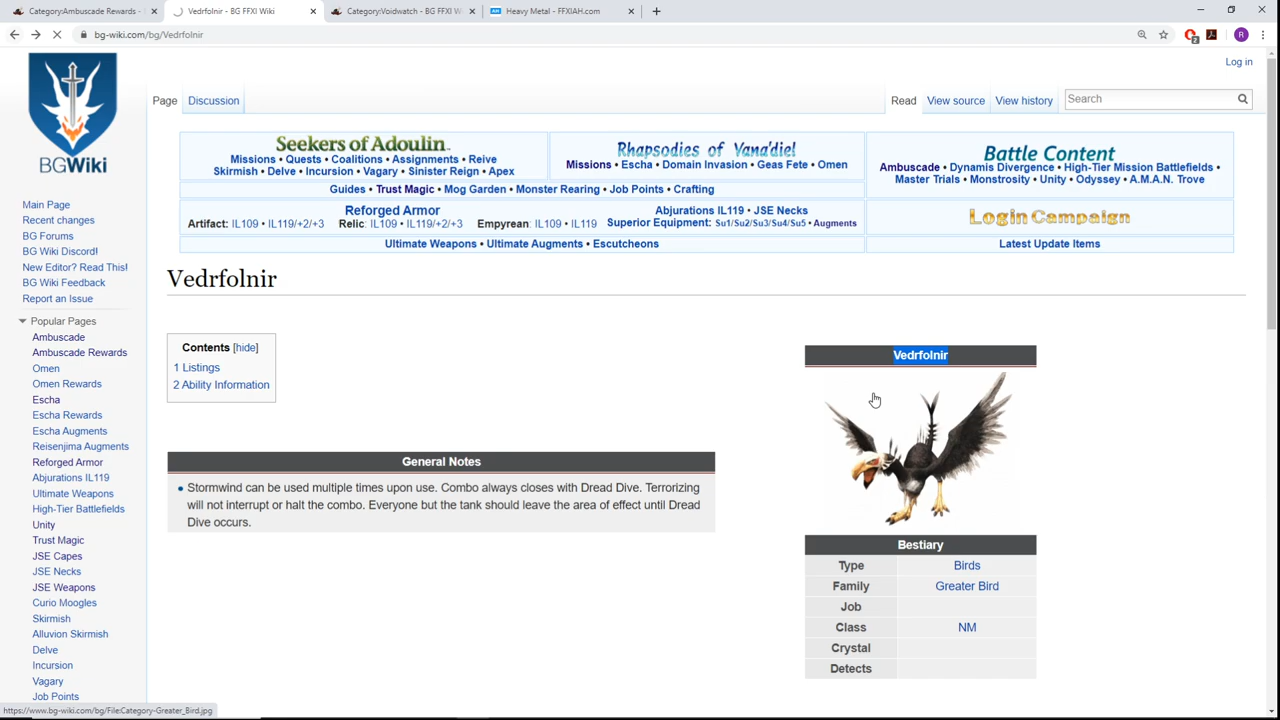 Category:Ambuscade Rewards -
Vedrfolnir - BG FFXI Wiki
Category:Voidwatch - BG FFXI W
Heavy Metal - FFXIAH.com
bg-wiki.com/bg/Vedrfolnir
2
R
Log in
Page
Discussion
Read
View source
View history
Search
BGWiki
Seekers of Adoulin
Missions • Quests • Coalitions • Assignments • Reive
Skirmish • Delve • Incursion • Vagary • Sinister Reign • Apex
Rhapsodies of Vana'diel
Missions • Escha • Domain Invasion • Geas Fete • Omen
Battle Content
Ambuscade • Dynamis Divergence • High-Tier Mission Battlefields •
Master Trials • Monstrosity • Unity • Odyssey • A.M.A.N. Trove
Guides • Trust Magic • Mog Garden • Monster Rearing • Job Points • Crafting
Reforged Armor
Artifact: IL109 • IL119/+2/+3 Relic: IL109 • IL119/+2/+3 Empyrean: IL109 • IL119
Abjurations IL119 • JSE Necks
Superior Equipment: Su1/Su2/Su3/Su4/Su5 • Augments
Login Campaign
Ultimate Weapons • Ultimate Augments • Escutcheons
Latest Update Items
Main Page
Recent changes
BG Forums
BG Wiki Discord!
New Editor? Read This!
BG Wiki Feedback
Report an Issue
Popular Pages
Ambuscade
Ambuscade Rewards
Omen
Omen Rewards
Escha
Escha Rewards
Escha Augments
Reisenjima Augments
Reforged Armor
Abjurations IL119
Ultimate Weapons
High-Tier Battlefields
Unity
Trust Magic
JSE Capes
JSE Necks
JSE Weapons
Curio Moogles
Skirmish
Alluvion Skirmish
Delve
Incursion
Vagary
Job Points
Vedrfolnir
Contents [hide]
1 Listings
2 Ability Information
General Notes
• Stormwind can be used multiple times upon use. Combo always closes with Dread Dive. Terrorizing
will not interrupt or halt the combo. Everyone but the tank should leave the area of effect until Dread
Dive occurs.
Vedrfolnir
Bestiary
Type Birds
Family Greater Bird
Job
Class NM
Crystal
Detects
https://www.bg-wiki.com/bg/File:Category-Greater_Bird.jpg